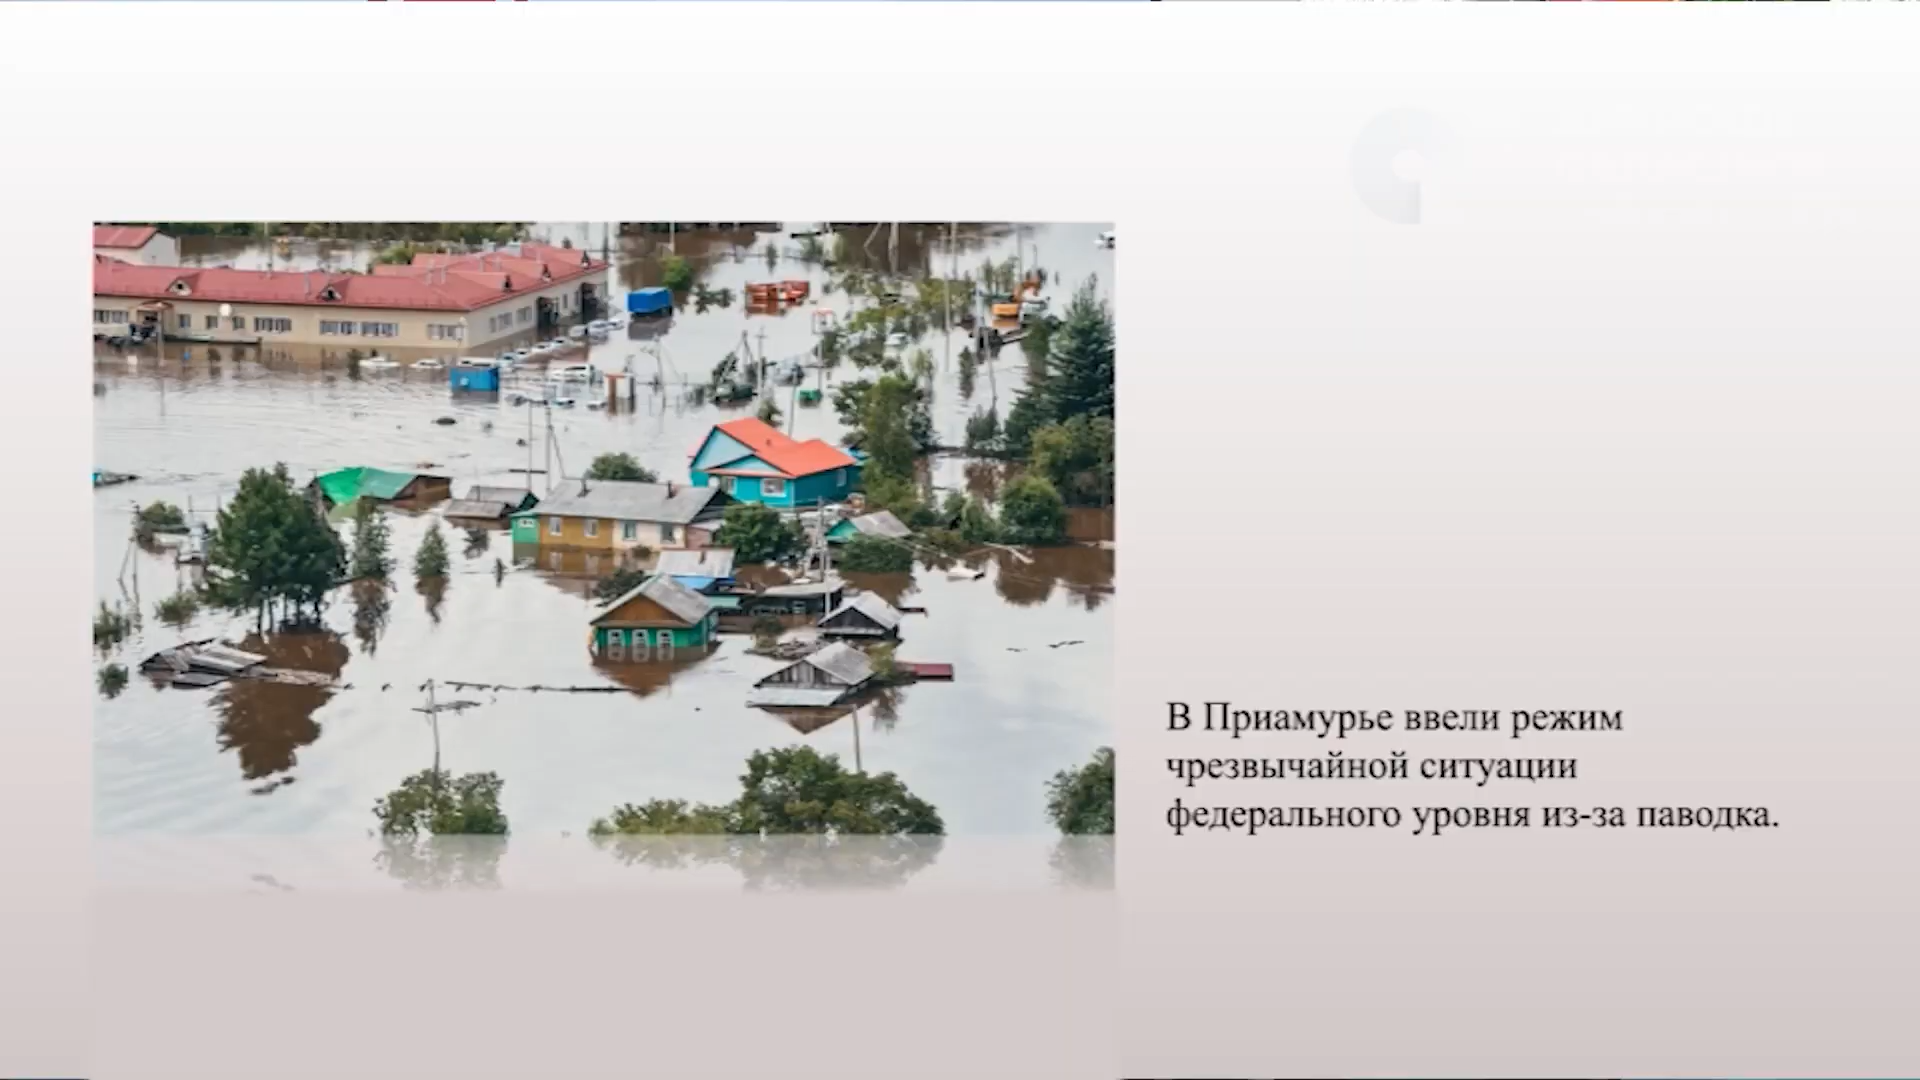 В Приамурье ввели режим
чрезвычайной ситуации
федерального уровня из-за паводка.